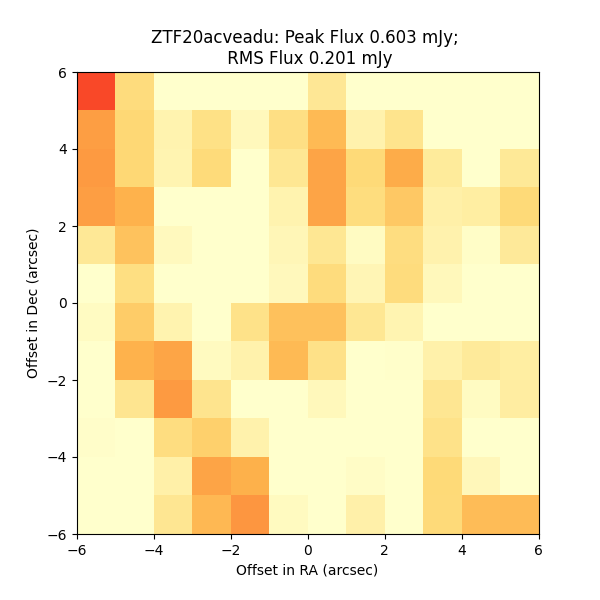 ZTF20acveadu: Peak Flux 0.603 mJy;
RMS Flux 0.201 mJy
6
4
2
0
−2
−4
−6
Offset in Dec (arcsec)
−6 −4 −2 0 2 4 6
Offset in RA (arcsec)